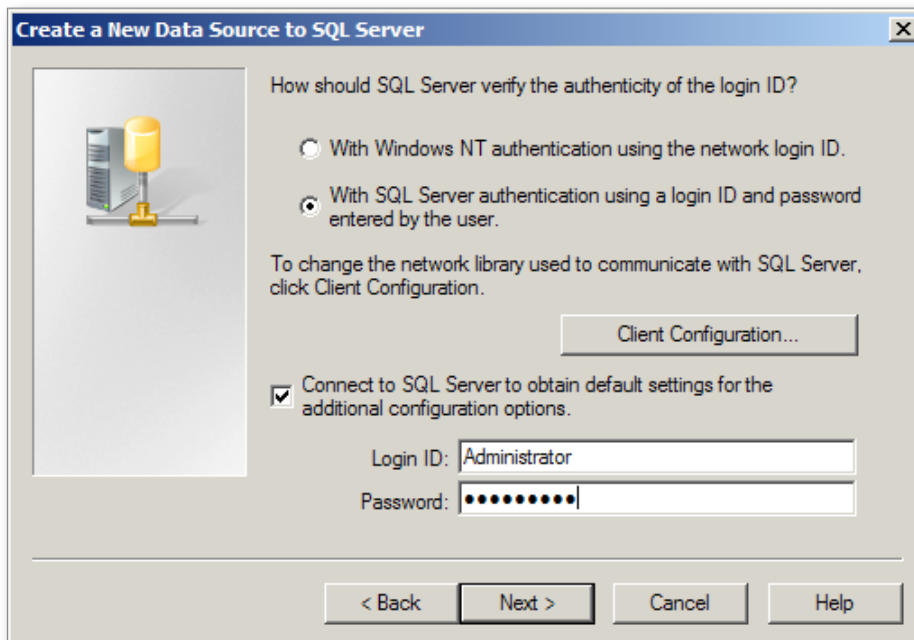 Create a New Data Source to SQL Server
How should SQL Server verify the authenticity of the login ID?
With Windows NT authentication using the network login ID.
With SQL Server authentication using a login ID and password
entered by the user.
To change the network library used to communicate with SQL Server,
click Client Configuration.
Client Configuration...
Connect to SQL Server to obtain default settings for the
additional configuration options.
Login ID: Administrator
Password: ●●●●●●●●●
< Back Next > Cancel Help